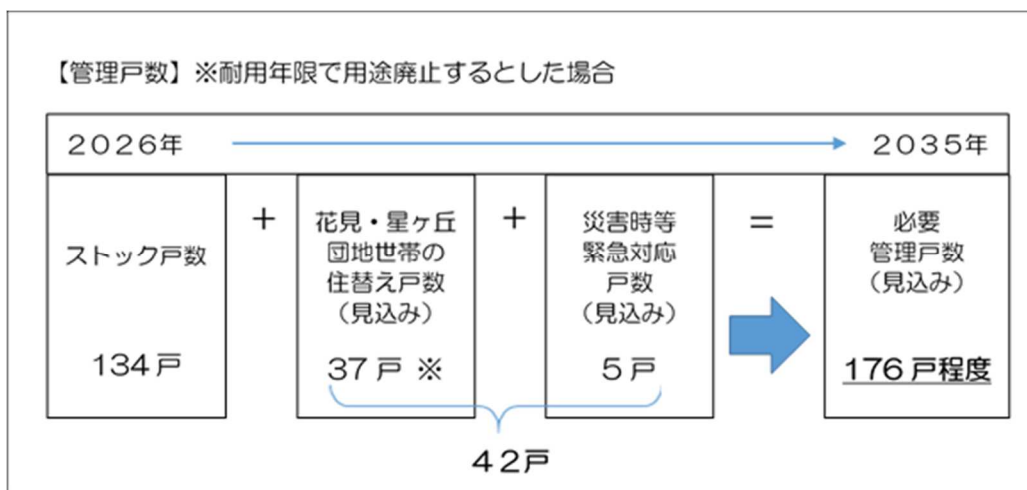 【管理戸数】※耐用年限で用途廃止するとした場合
２０２６年
２０３５年
ストック戸数
134戸
+
花見・星ヶ丘
団地世帯の
住替え戸数
（見込み）
37戸 ※
+
災害時等
緊急対応
戸数
（見込み）
5戸
=
必要
管理戸数
（見込み）
176戸程度
４２戸